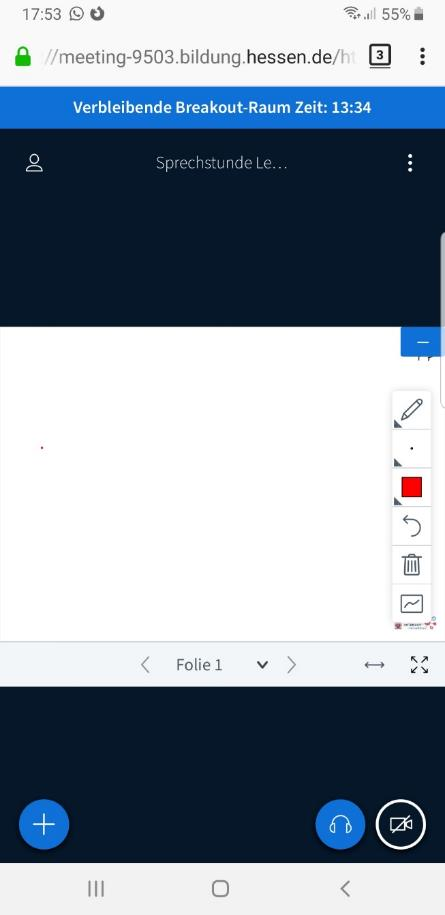 17:53 55%
//meeting-9503.bildung.hessen.de/ht 3
Verbleibende Breakout-Raum Zeit: 13:34
Sprechstunde Le...
Folie 1